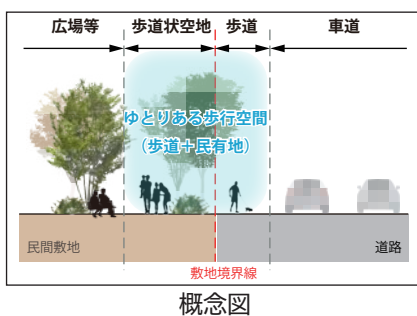 広場等 歩道状空地 歩道 車道
ゆとりある歩行空間
（歩道＋民有地）
民間敷地 道路
敷地境界線
概念図